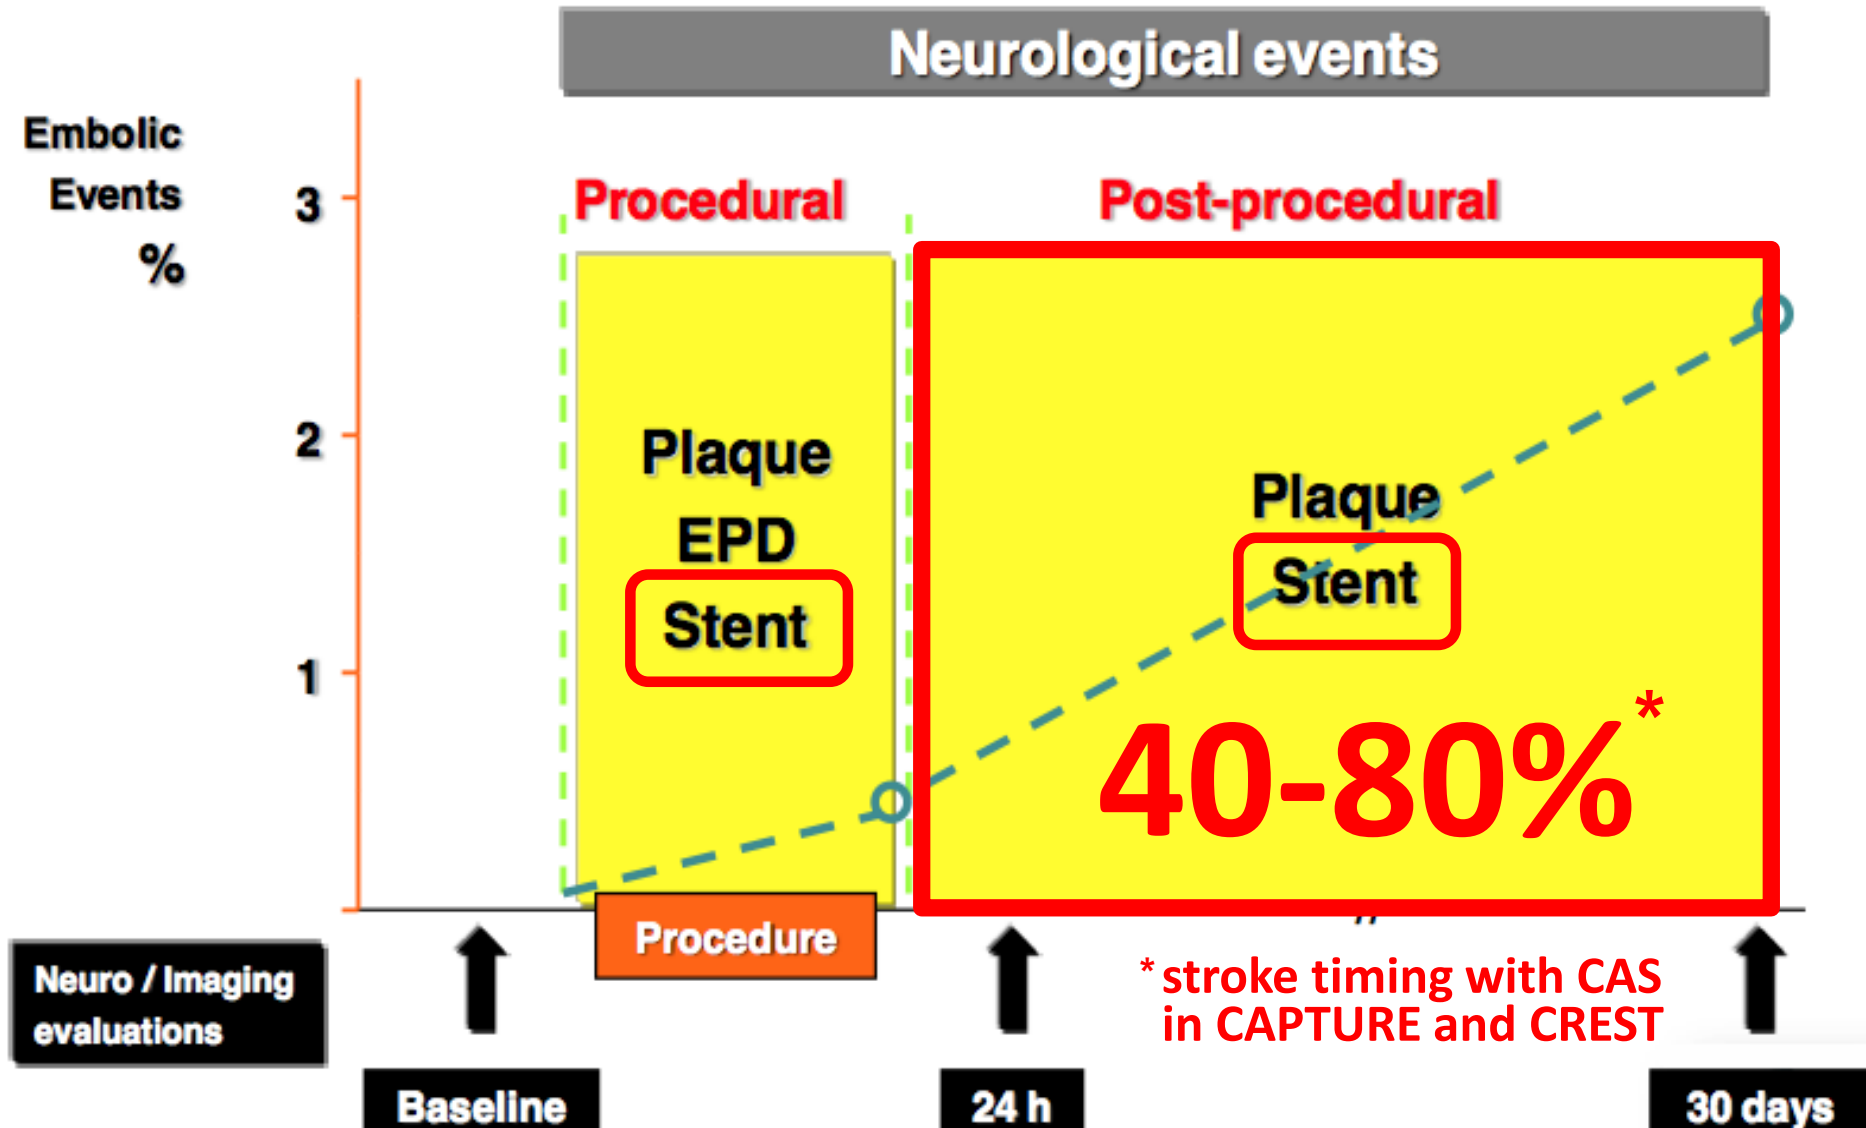 Neurological events
Embolic
Events
%
3
2
1
Procedural
Post-procedural
Plaque
EPD
Stent
Plaque
Stent
40-80%*
Procedure
*stroke timing with CAS
in CAPTURE and CREST
Neuro / Imaging
evaluations
Baseline
24 h
30 days